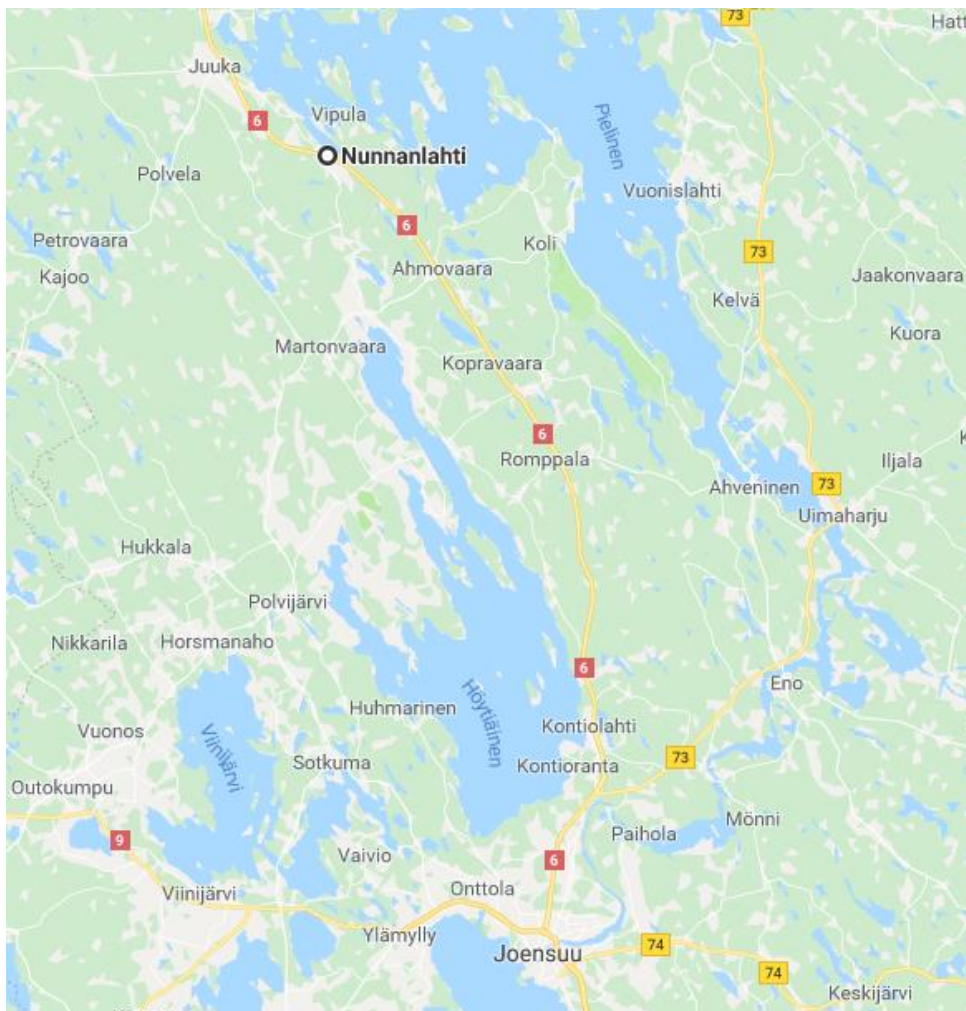 73
Hatt
Juuka
Vipula
6
Pielinen
Nunnanlahti
Polvela
Vuonislahti
6
Petrovaara
Koli
73
Ahmovaara
Jaakonvaara
Kajoo
Kelvä
Kuora
Martonvaara
Kopravaara
6
Romppala
Iljala
K
73
Ahveninen
Uimaharju
Hukkala
Polvijärvi
Nikkarila
Horsmanaho
6
Eno
Höytiäinen
Huhmarinen
Vuonos
Kontiolahti
Viinijärvi
Sotkuma
73
Kontioranta
Outokumpu
Mönni
9
Paihola
Vaivio
6
Onttola
Viinijärvi
Ylämylly
74
Joensuu
74
Keskijärvi